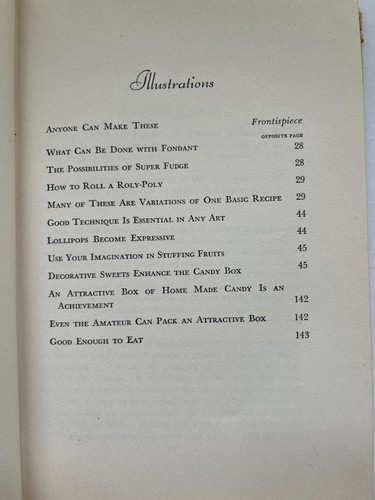 Illustrations
Anyone Can Make These Frontispiece
OPPOSITE PAGE
What Can Be Done with Fondant 28
The Possibilities of Super Fudge 28
How to Roll a Roly-Poly 29
Many of These Are Variations of One Basic Recipe 29
Good Technique Is Essential in Any Art 44
Lollipops Become Expressive 44
Use Your Imagination in Stuffing Fruits 45
Decorative Sweets Enhance the Candy Box 45
An Attractive Box of Home Made Candy Is an
Achievement 142
Even the Amateur Can Pack an Attractive Box 142
Good Enough to Eat 143